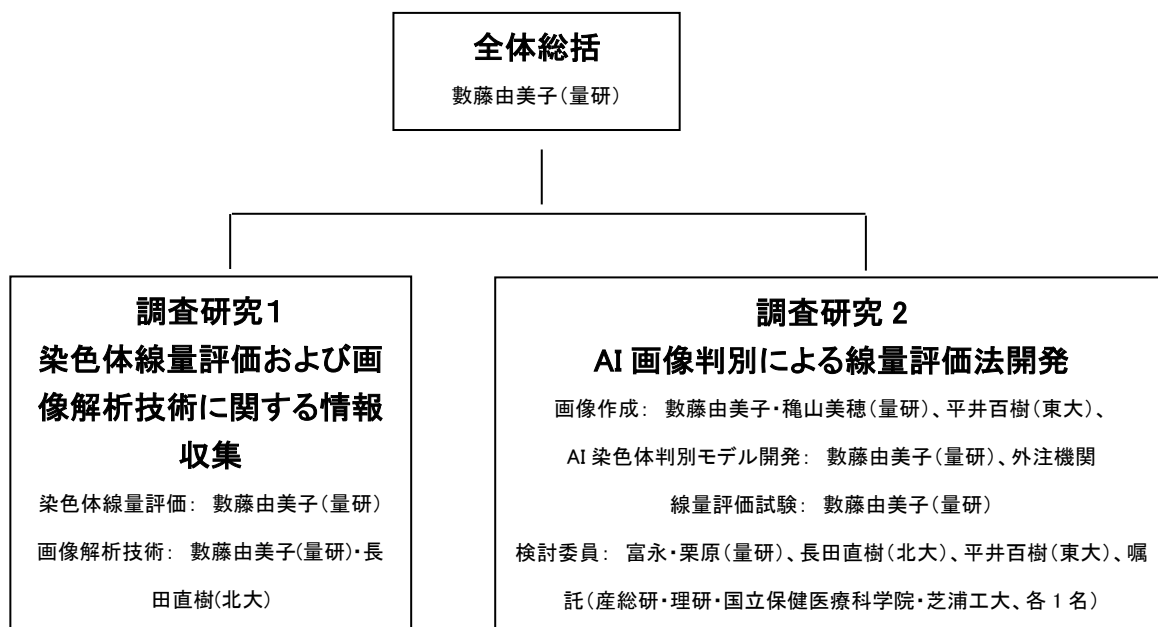 全体総括
數藤由美子(量研)
調査研究１
染色体線量評価および画
像解析技術に関する情報
収集
染色体線量評価: 數藤由美子(量研)
画像解析技術: 數藤由美子(量研)・長
田直樹(北大)
調査研究 2
AI 画像判別による線量評価法開発
画像作成: 數藤由美子・穐山美穂(量研)、平井百樹(東大)、
AI 染色体判別モデル開発: 數藤由美子(量研)、外注機関
線量評価試験: 數藤由美子(量研)
検討委員: 富永・栗原(量研)、長田直樹(北大)、平井百樹(東大)、嘱
託(産総研・理研・国立保健医療科学院・芝浦工大、各 1 名)